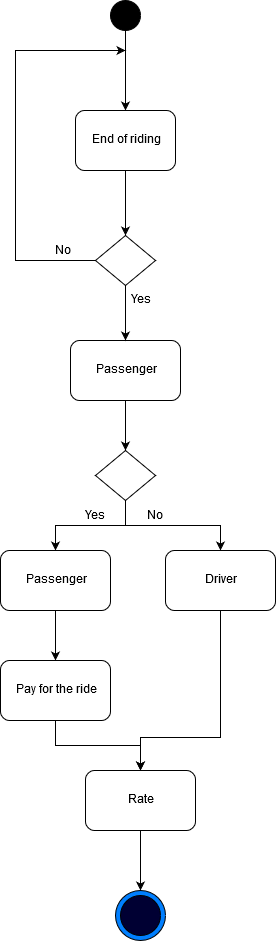 End of riding
No
Yes
Passenger
Yes
No
Passenger
Driver
Pay for the ride
Rate